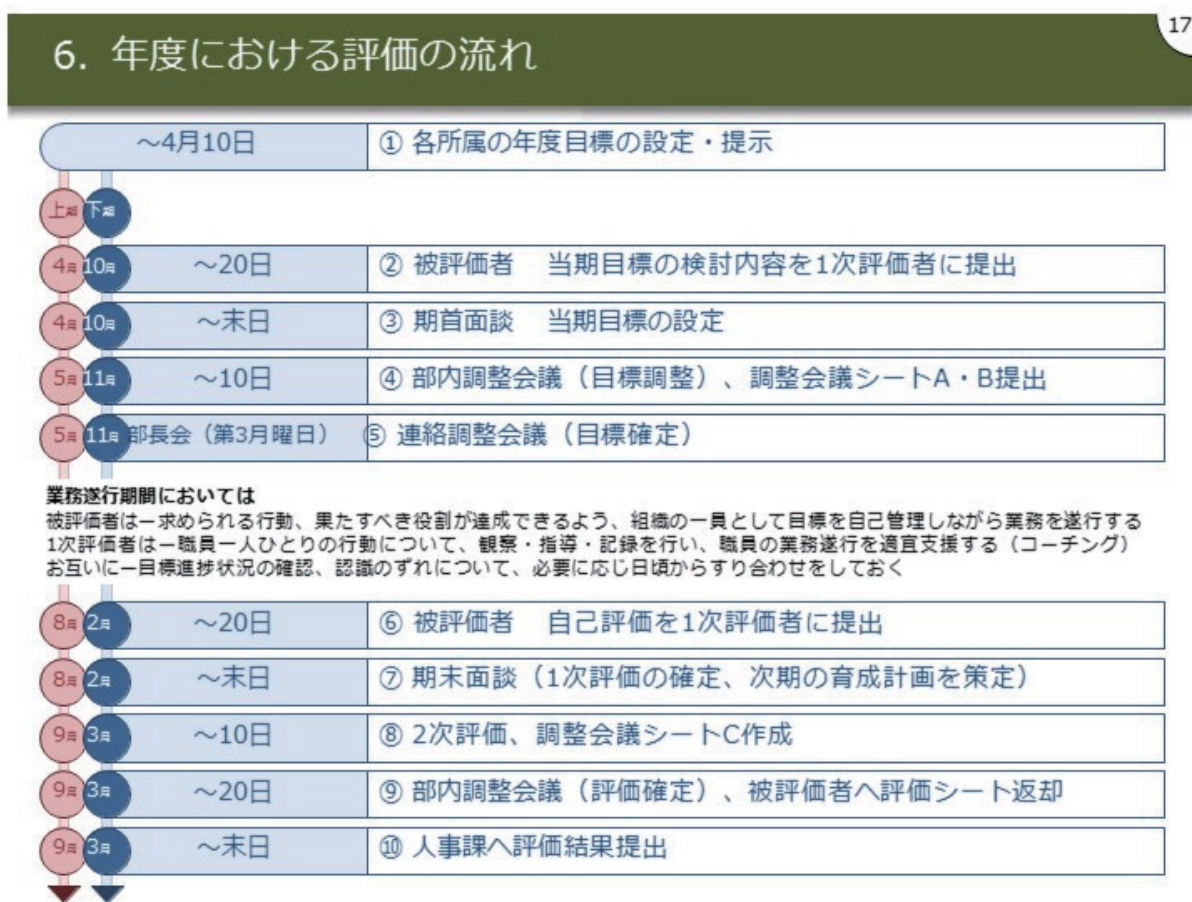 17
6. 年度における評価の流れ
～4月10日 ① 各所属の年度目標の設定・提示
上期 下期
4月 10月 ～20日 ② 被評価者 当期目標の検討内容を1次評価者に提出
4月 10月 ～末日 ③ 期首面談 当期目標の設定
5月 11月 ～10日 ④ 部内調整会議（目標調整）、調整会議シートA・B提出
5月 11月 部長会（第3月曜日） ⑤ 連絡調整会議（目標確定）
業務遂行期間においては
被評価者は－求められる行動、果たすべき役割が達成できるよう、組織の一員として目標を自己管理しながら業務を遂行する
1次評価者は－職員一人ひとりの行動について、観察・指導・記録を行い、職員の業務遂行を適宜支援する（コーチング）
お互いに－目標進捗状況の確認、認識のずれについて、必要に応じ日頃からすり合わせをしておく
8月 2月 ～20日 ⑥ 被評価者 自己評価を1次評価者に提出
8月 2月 ～末日 ⑦ 期末面談（1次評価の確定、次期の育成計画を策定）
9月 3月 ～10日 ⑧ 2次評価、調整会議シートC作成
9月 3月 ～20日 ⑨ 部内調整会議（評価確定）、被評価者へ評価シート返却
9月 3月 ～末日 ⑩ 人事課へ評価結果提出